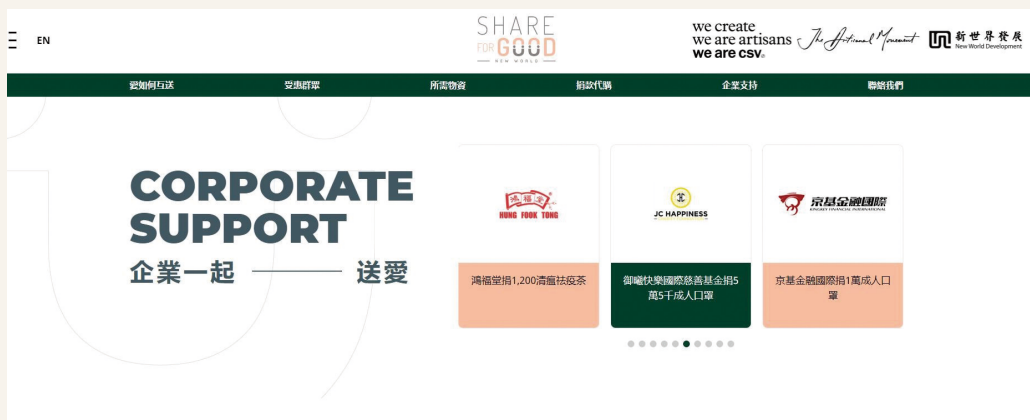 EN
SHARE
FOR GOOD
NEW WORLD
we create
we are artisans
we are csv.
The Artisanal Movement
新世界發展
New World Development
愛如何互送
受惠群眾
所需物資
捐款代購
企業支持
聯絡我們
CORPORATE
SUPPORT
企業一起 —— 送愛
鴻福堂
HUNG FOOK TONG
JC HAPPINESS
京基金融國際
KINGKEY FINANCIAL INTERNATIONAL
鴻福堂捐1,200清瘟祛疫茶
御曦快樂國際慈善基金捐5
萬5千成人口罩
京基金融國際捐1萬成人口
罩